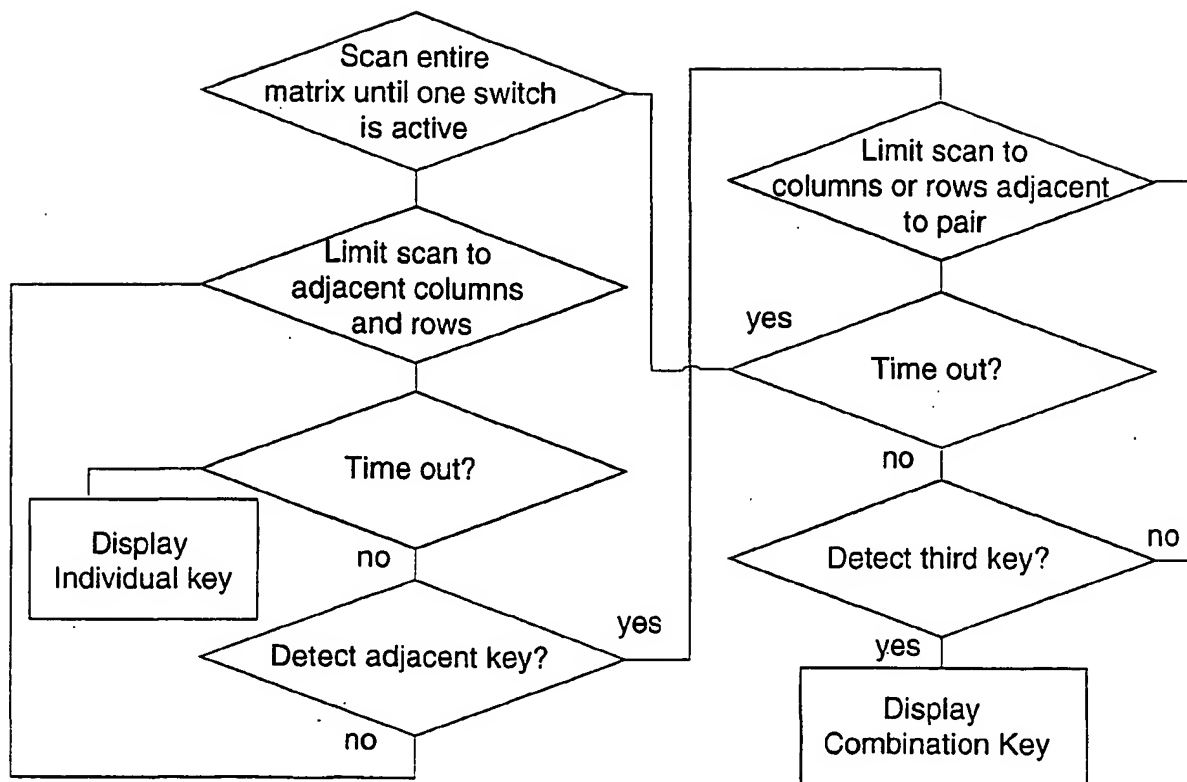 Scan entire
matrix until one switch
is active
Limit scan to
adjacent columns
and rows
Time out?
Display
Individual key
no
Detect adjacent key?
yes
no
Limit scan to
columns or rows adjacent
to pair
yes
Time out?
no
Detect third key?
no
yes
Display
Combination Key